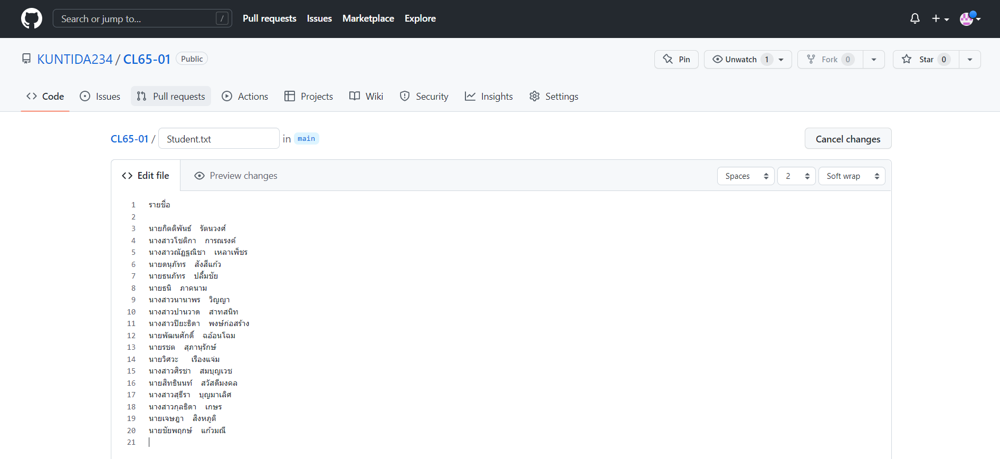 Search or jump to... /
Pull requests Issues Marketplace Explore
KUNTIDA234 / CL65-01 Public
Pin Unwatch 1 Fork 0 Star 0
Code Issues Pull requests Actions Projects Wiki Security Insights Settings
CL65-01 / Student.txt in main Cancel changes
Edit file Preview changes Spaces 2 Soft wrap
1 รายชื่อ
2
3 นายกิตติพันธ์ รัตนวงศ์
4 นางสาวโชติกา การณรงค์
5 นางสาวณัฏฐณิชา เหลาเพ็ชร
6 นายดนุภัทร สังสีแก้ว
7 นายธนภัทร ปลื้มชัย
8 นายธนิ ภาคนาม
9 นางสาวนานาพร วิญญา
10 นางสาวปานวาด สาทสนิท
11 นางสาวปิยะธิดา พงษ์ก่อสร้าง
12 นายพัฒนศักดิ์ ฉอ้อนโฉม
13 นายรชต สุภานุรักษ์
14 นายวิศวะ เรืองแจ่ม
15 นางสาวศิรชา สมบุญเวช
16 นายสิทธินนท์ สวัสดีมงคล
17 นางสาวสุธีรา บุญมาเลิศ
18 นางสาวกุลธิดา เกษร
19 นายเจษฎา สิงหภูติ
20 นายชัยพฤกษ์ แก้วมณี
21